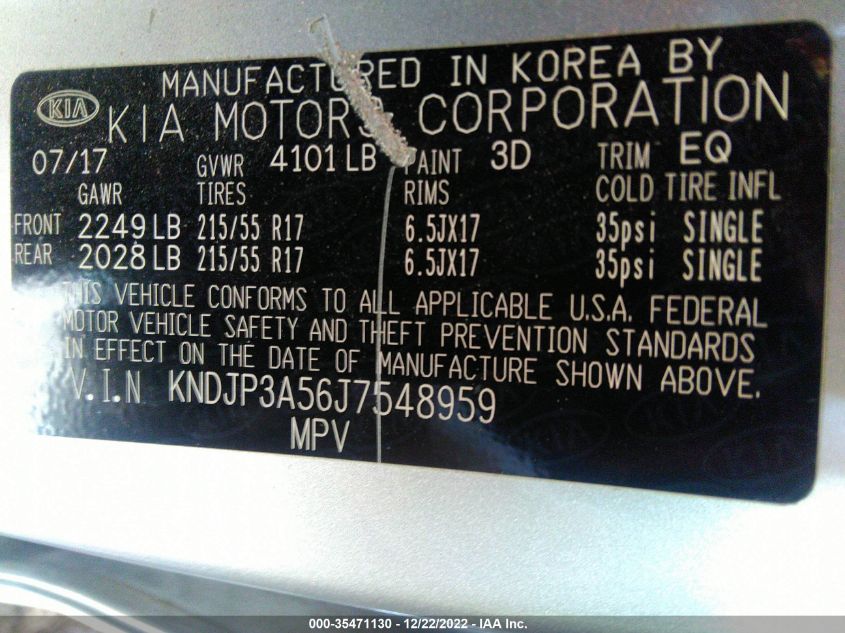 MANUFACTURED IN KOREA BY
KIA KIA MOTORS CORPORATION
07/17 GVWR 4101 LB PAINT 3D TRIM EQ
GAWR TIRES RIMS COLD TIRE INFL
FRONT 2249 LB 215/55 R17 6.5JX17 35psi SINGLE
REAR 2028 LB 215/55 R17 6.5JX17 35psi SINGLE
THIS VEHICLE CONFORMS TO ALL APPLICABLE U.S.A. FEDERAL
MOTOR VEHICLE SAFETY AND THEFT PREVENTION STANDARDS
IN EFFECT ON THE DATE OF MANUFACTURE SHOWN ABOVE.
V.I.N KNDJP3A56J7548959
MPV
000-35471130 - 12/22/2022 - IAA Inc.